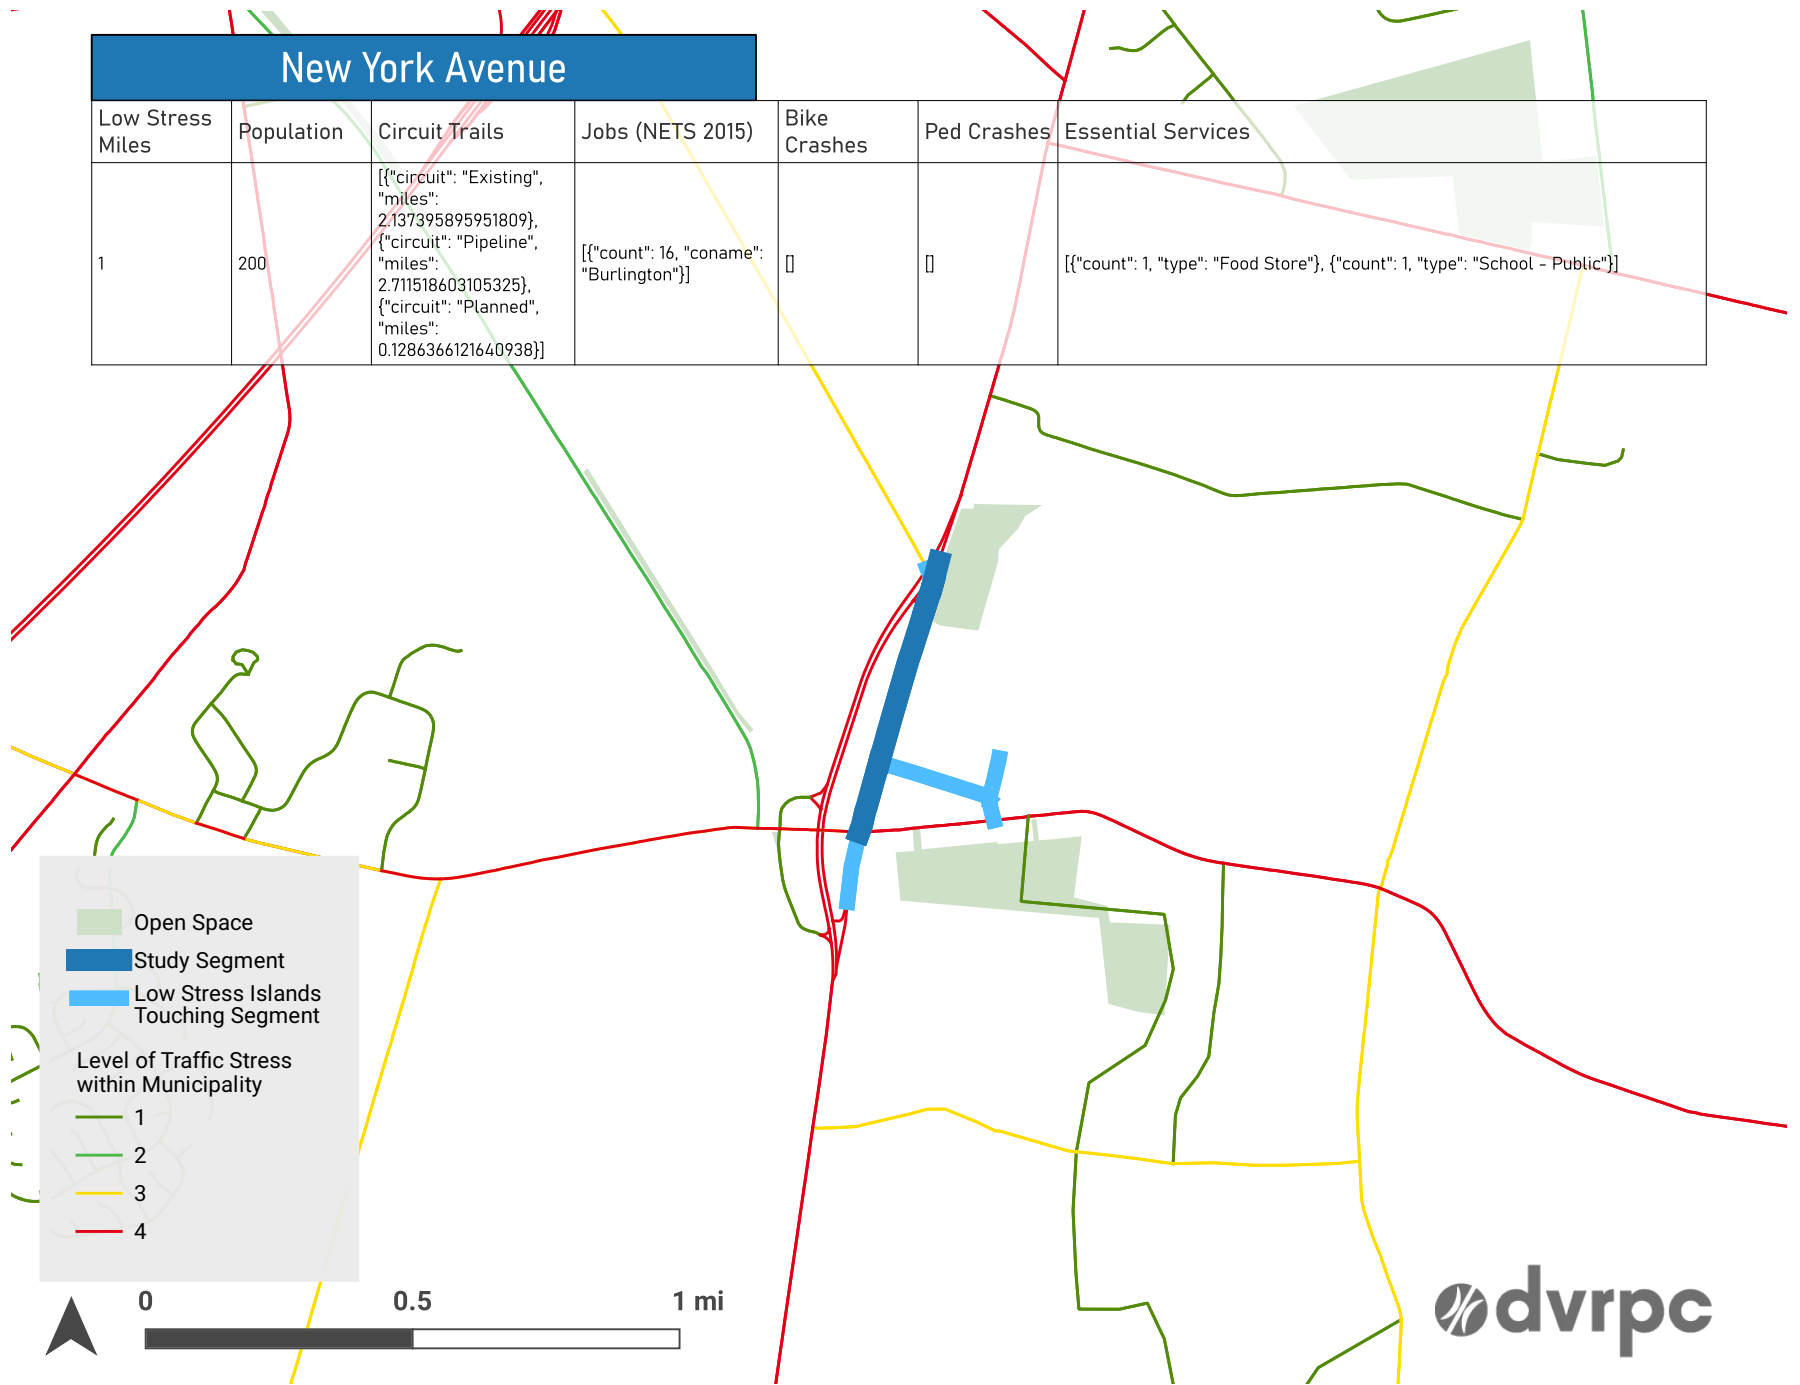 New York Avenue
Low Stress
Miles
Population
Circuit Trails
Jobs (NETS 2015)
Bike
Crashes
Ped Crashes
Essential Services
1
200
[{"circuit": "Existing",
"miles":
2.137395895951809},
{"circuit": "Pipeline",
"miles":
2.711518603105325},
{"circuit": "Planned",
"miles":
0.1286366121640938}]
[{"count": 16, "coname":
"Burlington"}]
[]
[]
[{"count": 1, "type": "Food Store"}, {"count": 1, "type": "School - Public"}]
Open Space
Study Segment
Low Stress Islands
Touching Segment
Level of Traffic Stress
within Municipality
1
2
3
4
0 0.5 1 mi
dvrpc